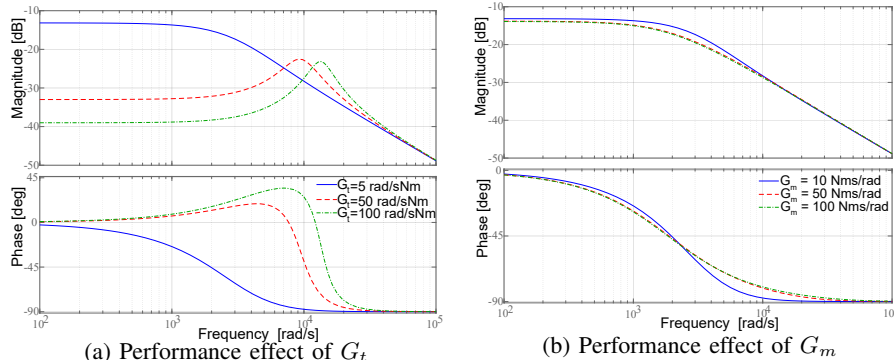 Magnitude [dB]
-10
-20
-30
-40
-50
Phase [deg]
45
0
-45
-90
G_t=5 rad/sNm
G_t=50 rad/sNm
G_t=100 rad/sNm
10^2
10^3
10^4
10^5
Frequency [rad/s]
(a) Performance effect of G_t
Magnitude [dB]
-10
-20
-30
-40
-50
Phase [deg]
0
-45
-90
G_m = 10 Nms/rad
G_m = 50 Nms/rad
G_m = 100 Nms/rad
10^2
10^3
10^4
10^5
Frequency [rad/s]
(b) Performance effect of G_m